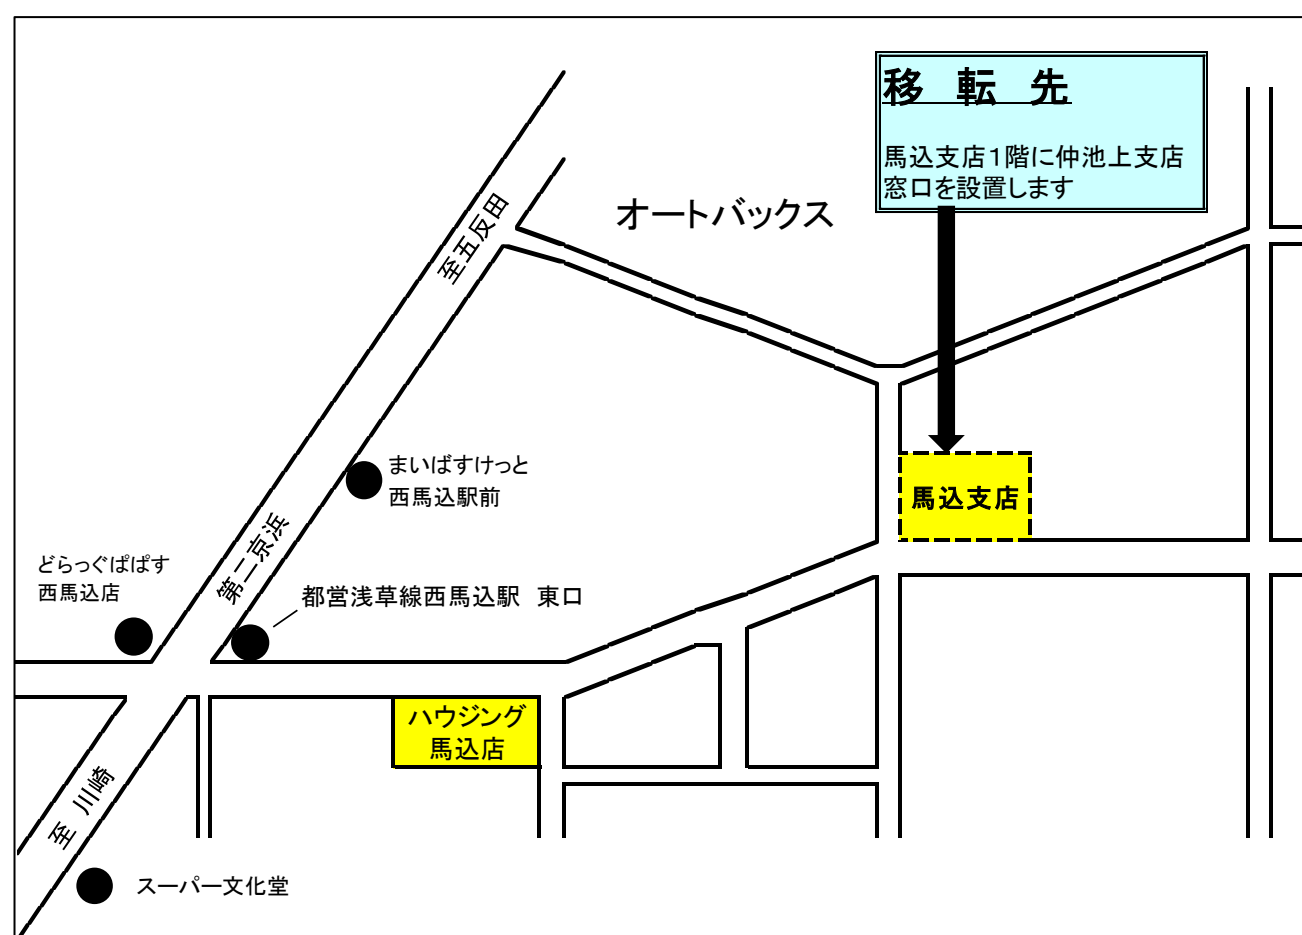 移　転　先
馬込支店１階に仲池上支店
窓口を設置します
オートバックス
至五反田
まいばすけっと
西馬込駅前
馬込支店
第二京浜
どらっぐぱぱす
西馬込店
都営浅草線西馬込駅　東口
ハウジング
馬込店
至 川崎
スーパー文化堂